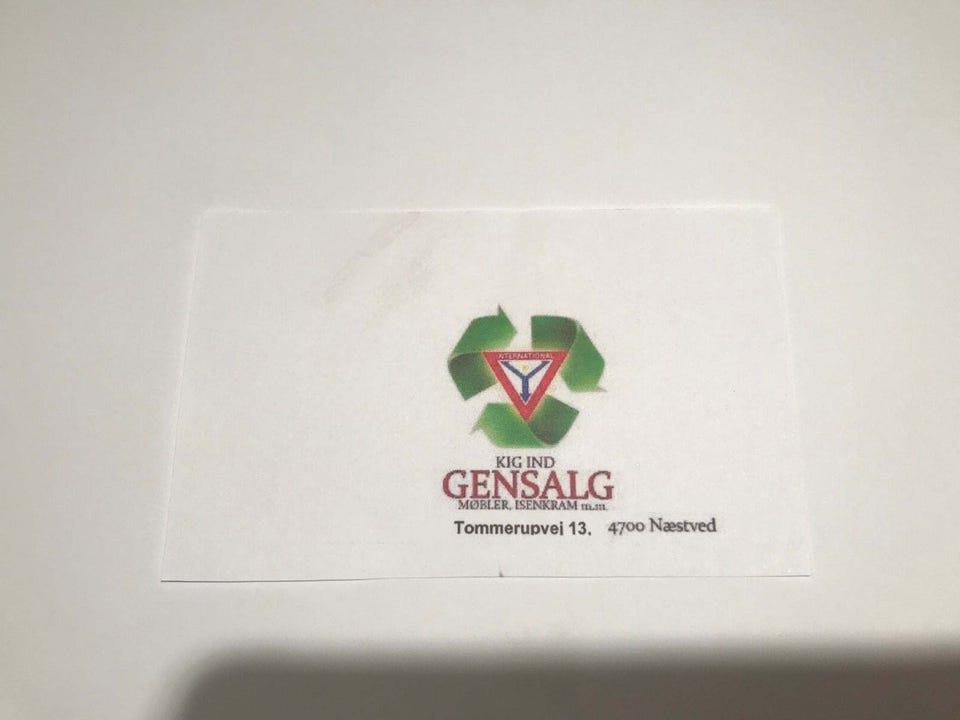 INTERNATIONAL
KIG IND
GENSALG
MØBLER, ISENKRAM m.m.
Tommerupvej 13, 4700 Næstved